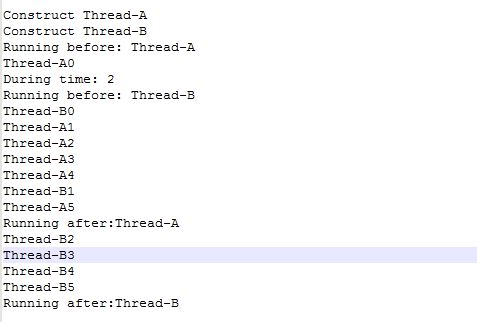 Construct Thread-A
Construct Thread-B
Running before: Thread-A
Thread-A0
During time: 2
Running before: Thread-B
Thread-B0
Thread-A1
Thread-A2
Thread-A3
Thread-A4
Thread-B1
Thread-A5
Running after:Thread-A
Thread-B2
Thread-B3
Thread-B4
Thread-B5
Running after:Thread-B